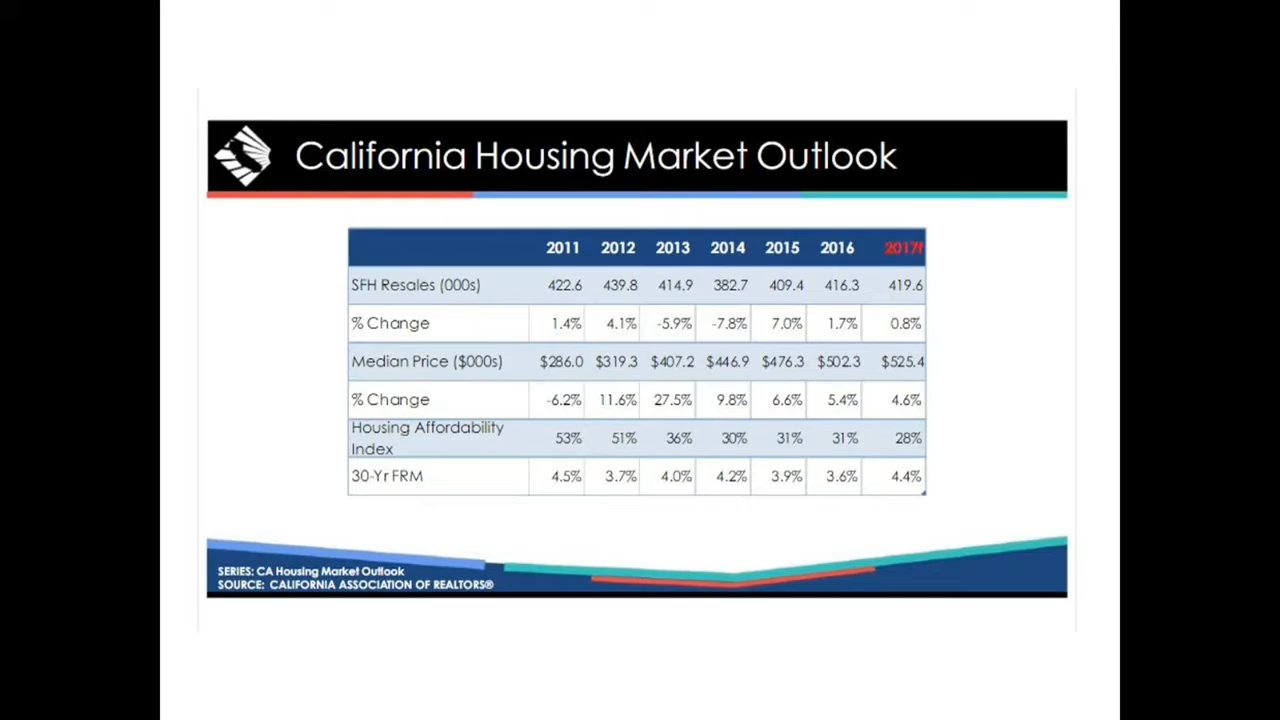 California Housing Market Outlook
2011 2012 2013 2014 2015 2016 2017f
SFH Resales (000s) 422.6 439.8 414.9 382.7 409.4 416.3 419.6
% Change 1.4% 4.1% -5.9% -7.8% 7.0% 1.7% 0.8%
Median Price ($000s) $286.0 $319.3 $407.2 $446.9 $476.3 $502.3 $525.4
% Change -6.2% 11.6% 27.5% 9.8% 6.6% 5.4% 4.6%
Housing Affordability
Index 53% 51% 36% 30% 31% 31% 28%
30-Yr FRM 4.5% 3.7% 4.0% 4.2% 3.9% 3.6% 4.4%
SERIES: CA Housing Market Outlook
SOURCE: CALIFORNIA ASSOCIATION OF REALTORS®